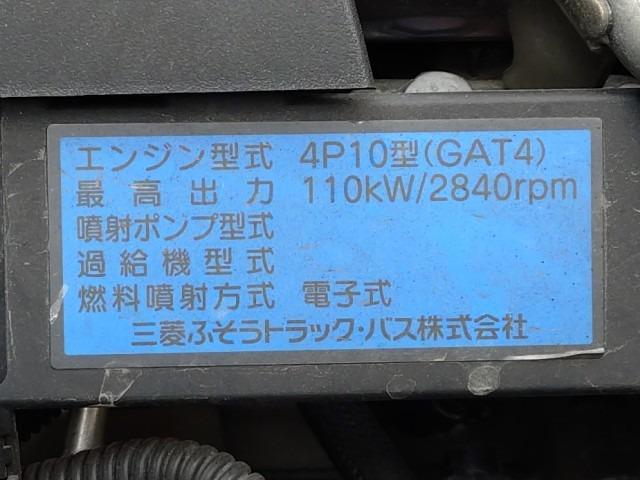 エンジン型式 4P10型(GAT4)
最高出力 110kW/2840rpm
噴射ポンプ型式
過給機型式
燃料噴射方式 電子式
三菱ふそうトラック・バス株式会社